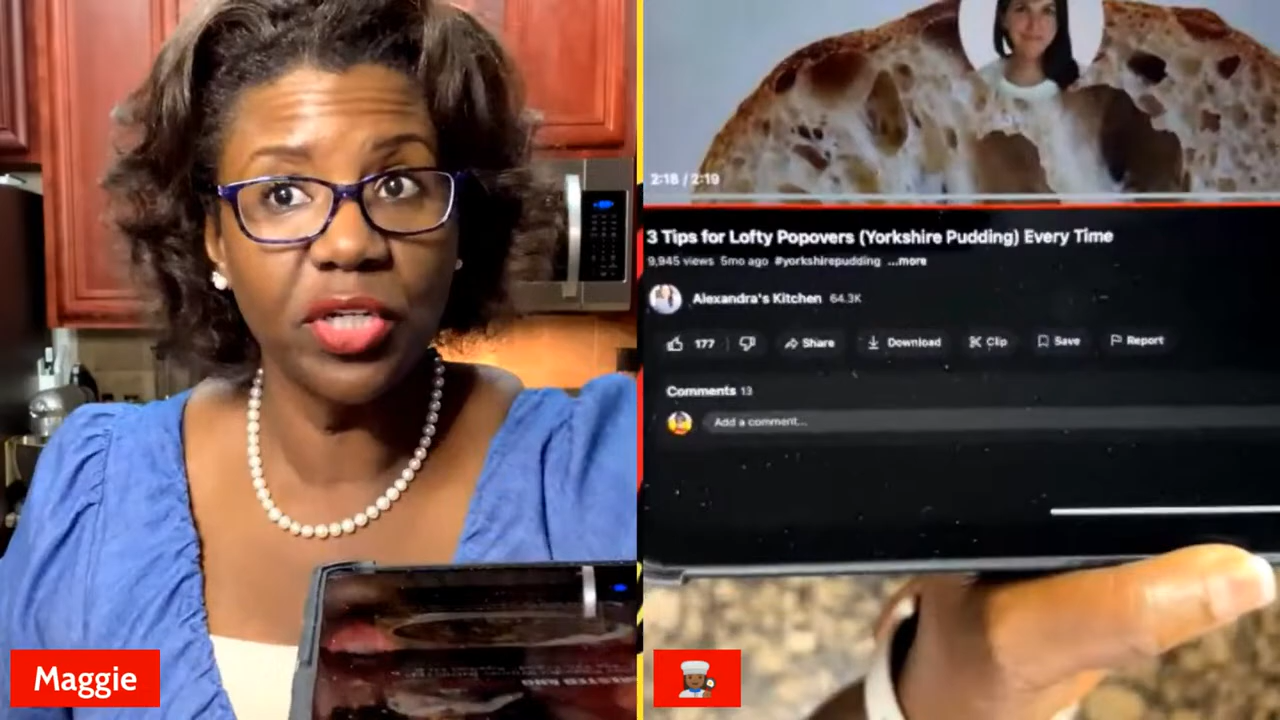 Maggie
2:18 / 2:19
3 Tips for Lofty Popovers (Yorkshire Pudding) Every Time
9,945 views 5mo ago #yorkshirepudding ...more
Alexandra's Kitchen 64.3K
177 Share Download Clip Save Report
Comments 13
Add a comment...